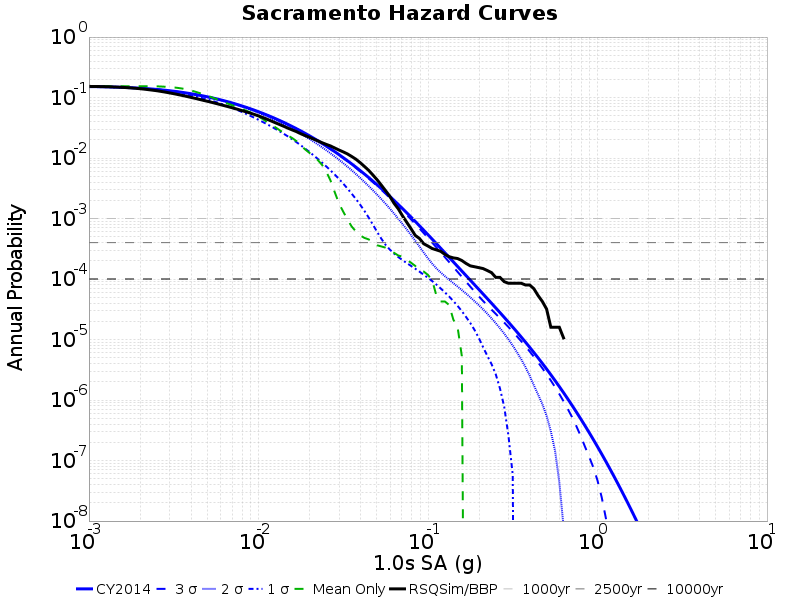 Sacramento Hazard Curves
10^0
10^-1
10^-2
10^-3
10^-4
10^-5
10^-6
10^-7
10^-8
Annual Probability
10^-3 10^-2 10^-1 10^0 10^1
1.0s SA (g)
CY2014 3 σ 2 σ 1 σ Mean Only RSQSim/BBP 1000yr 2500yr 10000yr